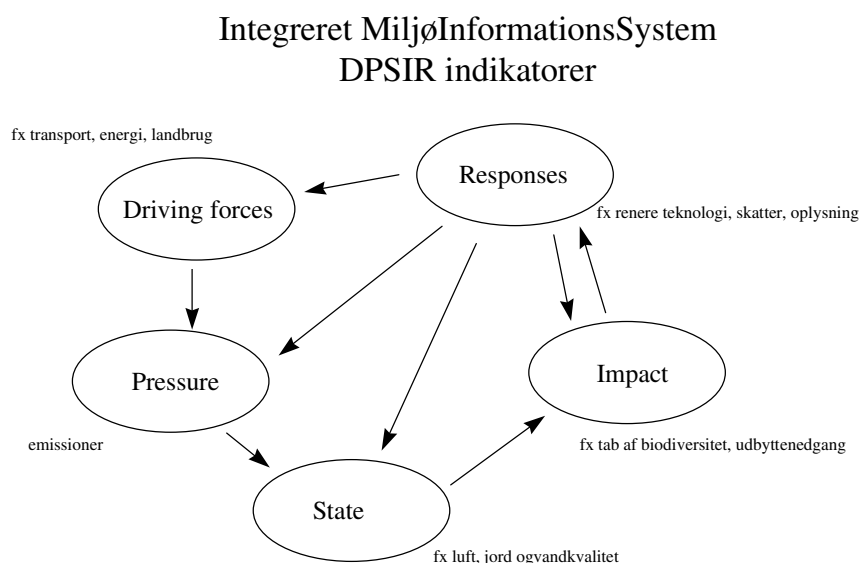 Integreret MiljøInformationsSystem
DPSIR indikatorer
fx transport, energi, landbrug
Responses
Driving forces
fx renere teknologi, skatter, oplysning
Pressure
Impact
emissioner
fx tab af biodiversitet, udbyttenedgang
State
fx luft, jord ogvandkvalitet